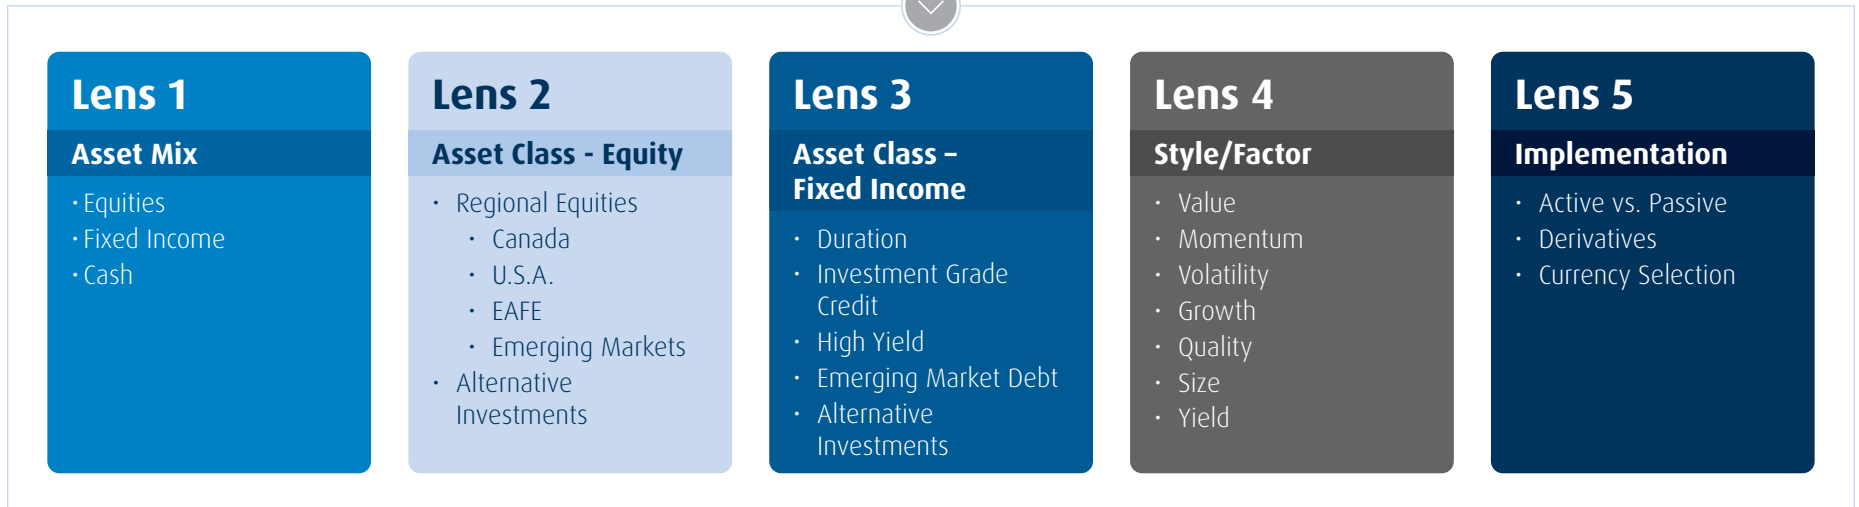 Lens 1
Asset Mix
· Equities
· Fixed Income
· Cash
Lens 2
Asset Class - Equity
· Regional Equities
· Canada
· U.S.A.
· EAFE
· Emerging Markets
· Alternative
Investments
Lens 3
Asset Class –
Fixed Income
· Duration
· Investment Grade
Credit
· High Yield
· Emerging Market Debt
· Alternative
Investments
Lens 4
Style/Factor
· Value
· Momentum
· Volatility
· Growth
· Quality
· Size
· Yield
Lens 5
Implementation
· Active vs. Passive
· Derivatives
· Currency Selection